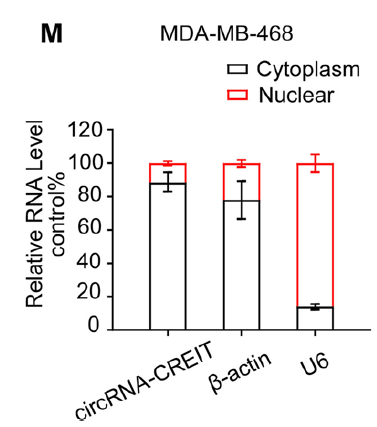 M
MDA-MB-468
Cytoplasm
Nuclear
Relative RNA Level
control%
120
100
80
60
40
20
0
circRNA-CREIT
β-actin
U6